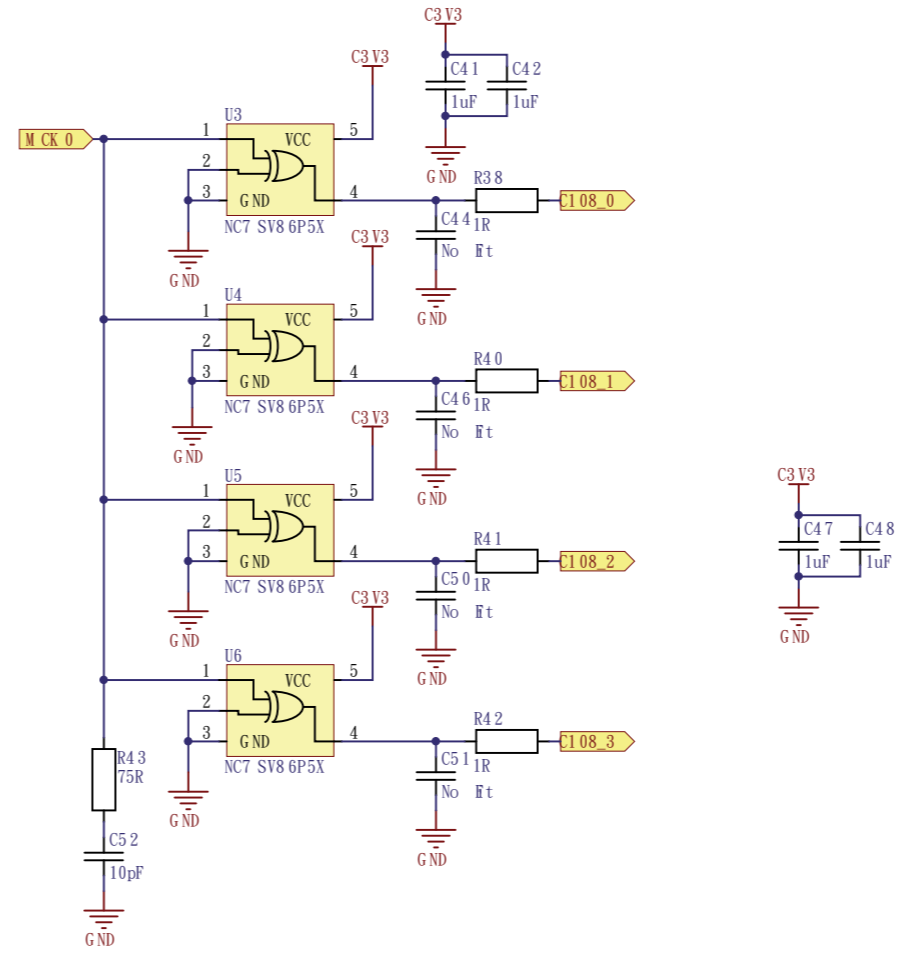 C3V3
C41
C42
1uF
1uF
GND
C3V3
MCK0
U3
1
2
3
VCC
GND
5
4
NC7SV86P5X
GND
C44
No Fit
GND
R38
1R
C108_0
C3V3
U4
1
2
3
VCC
GND
5
4
NC7SV86P5X
GND
C46
No Fit
GND
R40
1R
C108_1
C3V3
U5
1
2
3
VCC
GND
5
4
NC7SV86P5X
GND
C50
No Fit
GND
R41
1R
C108_2
C3V3
C47
C48
1uF
1uF
GND
C3V3
U6
1
2
3
VCC
GND
5
4
NC7SV86P5X
GND
C51
No Fit
GND
R42
1R
C108_3
R43
75R
C52
10pF
GND